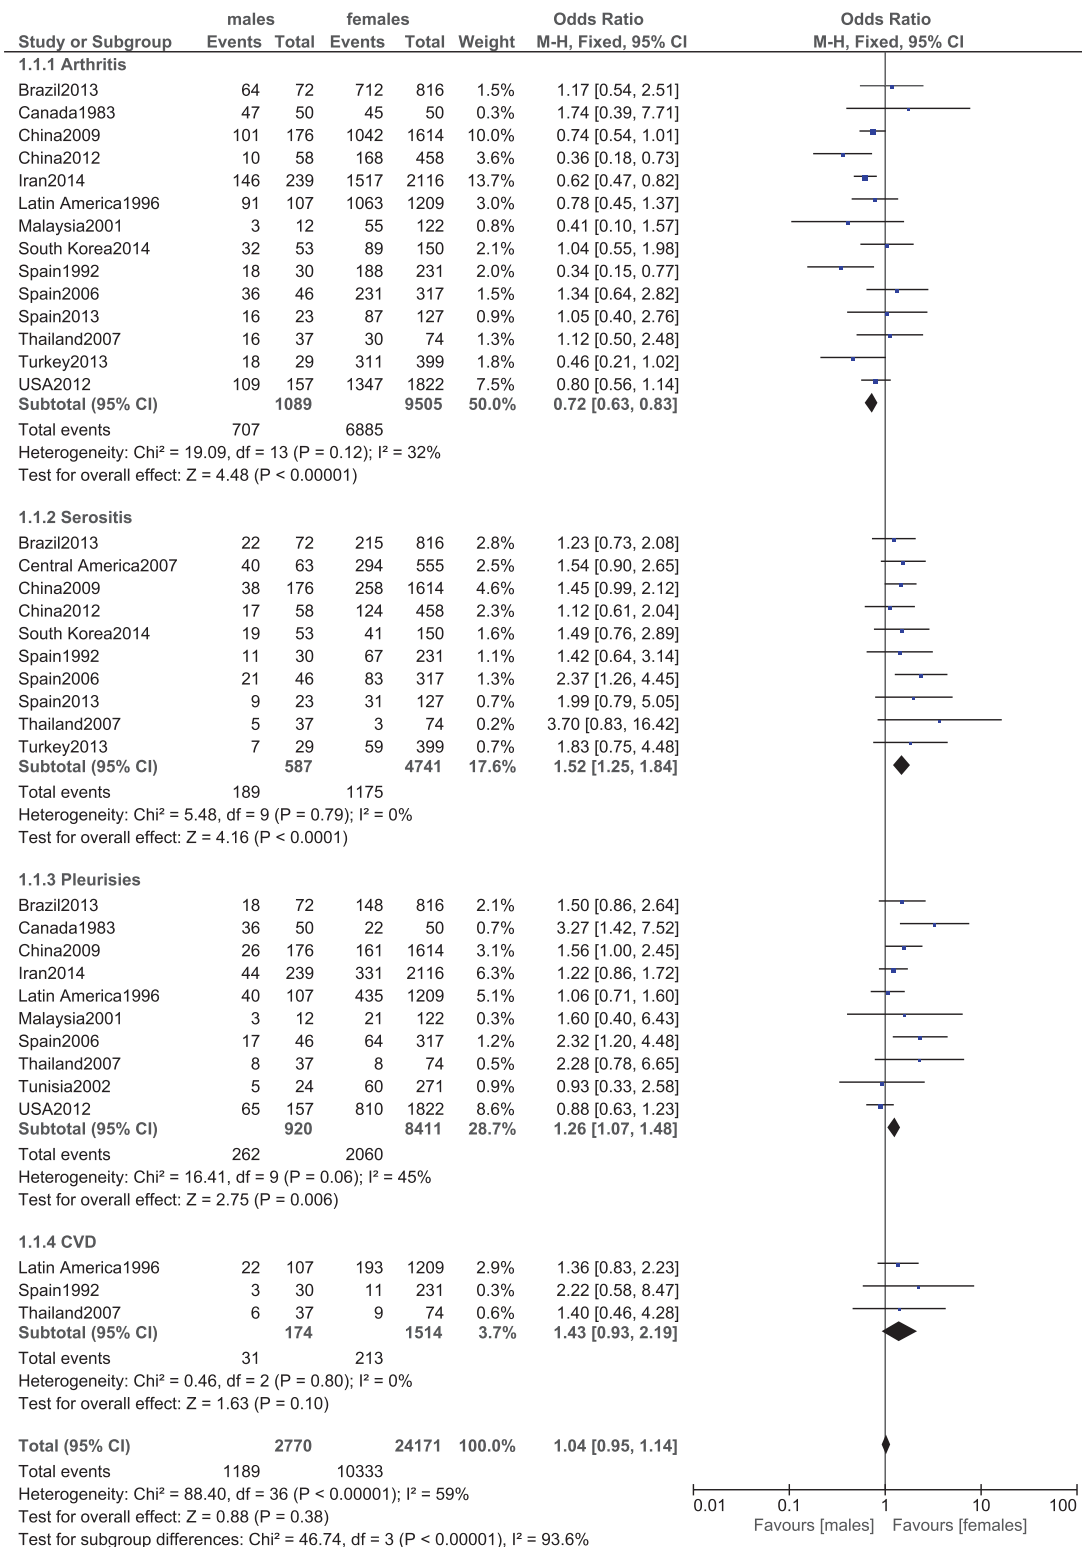 males females Odds Ratio Odds Ratio
Study or Subgroup Events Total Events Total Weight M-H, Fixed, 95% CI M-H, Fixed, 95% CI
1.1.1 Arthritis
Brazil2013 64 72 712 816 1.5% 1.17 [0.54, 2.51]
Canada1983 47 50 45 50 0.3% 1.74 [0.39, 7.71]
China2009 101 176 1042 1614 10.0% 0.74 [0.54, 1.01]
China2012 10 58 168 458 3.6% 0.36 [0.18, 0.73]
Iran2014 146 239 1517 2116 13.7% 0.62 [0.47, 0.82]
Latin America1996 91 107 1063 1209 3.0% 0.78 [0.45, 1.37]
Malaysia2001 3 12 55 122 0.8% 0.41 [0.10, 1.57]
South Korea2014 32 53 89 150 2.1% 1.04 [0.55, 1.98]
Spain1992 18 30 188 231 2.0% 0.34 [0.15, 0.77]
Spain2006 36 46 231 317 1.5% 1.34 [0.64, 2.82]
Spain2013 16 23 87 127 0.9% 1.05 [0.40, 2.76]
Thailand2007 16 37 30 74 1.3% 1.12 [0.50, 2.48]
Turkey2013 18 29 311 399 1.8% 0.46 [0.21, 1.02]
USA2012 109 157 1347 1822 7.5% 0.80 [0.56, 1.14]
Subtotal (95% CI) 1089 9505 50.0% 0.72 [0.63, 0.83]
Total events 707 6885
Heterogeneity: Chi² = 19.09, df = 13 (P = 0.12); I² = 32%
Test for overall effect: Z = 4.48 (P < 0.00001)
1.1.2 Serositis
Brazil2013 22 72 215 816 2.8% 1.23 [0.73, 2.08]
Central America2007 40 63 294 555 2.5% 1.54 [0.90, 2.65]
China2009 38 176 258 1614 4.6% 1.45 [0.99, 2.12]
China2012 17 58 124 458 2.3% 1.12 [0.61, 2.04]
South Korea2014 19 53 41 150 1.6% 1.49 [0.76, 2.89]
Spain1992 11 30 67 231 1.1% 1.42 [0.64, 3.14]
Spain2006 21 46 83 317 1.3% 2.37 [1.26, 4.45]
Spain2013 9 23 31 127 0.7% 1.99 [0.79, 5.05]
Thailand2007 5 37 3 74 0.2% 3.70 [0.83, 16.42]
Turkey2013 7 29 59 399 0.7% 1.83 [0.75, 4.48]
Subtotal (95% CI) 587 4741 17.6% 1.52 [1.25, 1.84]
Total events 189 1175
Heterogeneity: Chi² = 5.48, df = 9 (P = 0.79); I² = 0%
Test for overall effect: Z = 4.16 (P < 0.0001)
1.1.3 Pleurisies
Brazil2013 18 72 148 816 2.1% 1.50 [0.86, 2.64]
Canada1983 36 50 22 50 0.7% 3.27 [1.42, 7.52]
China2009 26 176 161 1614 3.1% 1.56 [1.00, 2.45]
Iran2014 44 239 331 2116 6.3% 1.22 [0.86, 1.72]
Latin America1996 40 107 435 1209 5.1% 1.06 [0.71, 1.60]
Malaysia2001 3 12 21 122 0.3% 1.60 [0.40, 6.43]
Spain2006 17 46 64 317 1.2% 2.32 [1.20, 4.48]
Thailand2007 8 37 8 74 0.5% 2.28 [0.78, 6.65]
Tunisia2002 5 24 60 271 0.9% 0.93 [0.33, 2.58]
USA2012 65 157 810 1822 8.6% 0.88 [0.63, 1.23]
Subtotal (95% CI) 920 8411 28.7% 1.26 [1.07, 1.48]
Total events 262 2060
Heterogeneity: Chi² = 16.41, df = 9 (P = 0.06); I² = 45%
Test for overall effect: Z = 2.75 (P = 0.006)
1.1.4 CVD
Latin America1996 22 107 193 1209 2.9% 1.36 [0.83, 2.23]
Spain1992 3 30 11 231 0.3% 2.22 [0.58, 8.47]
Thailand2007 6 37 9 74 0.6% 1.40 [0.46, 4.28]
Subtotal (95% CI) 174 1514 3.7% 1.43 [0.93, 2.19]
Total events 31 213
Heterogeneity: Chi² = 0.46, df = 2 (P = 0.80); I² = 0%
Test for overall effect: Z = 1.63 (P = 0.10)
Total (95% CI) 2770 24171 100.0% 1.04 [0.95, 1.14]
Total events 1189 10333
Heterogeneity: Chi² = 88.40, df = 36 (P < 0.00001); I² = 59%
Test for overall effect: Z = 0.88 (P = 0.38)
Test for subgroup differences: Chi² = 46.74, df = 3 (P < 0.00001), I² = 93.6%
0.01 0.1 1 10 100
Favours [males] Favours [females]